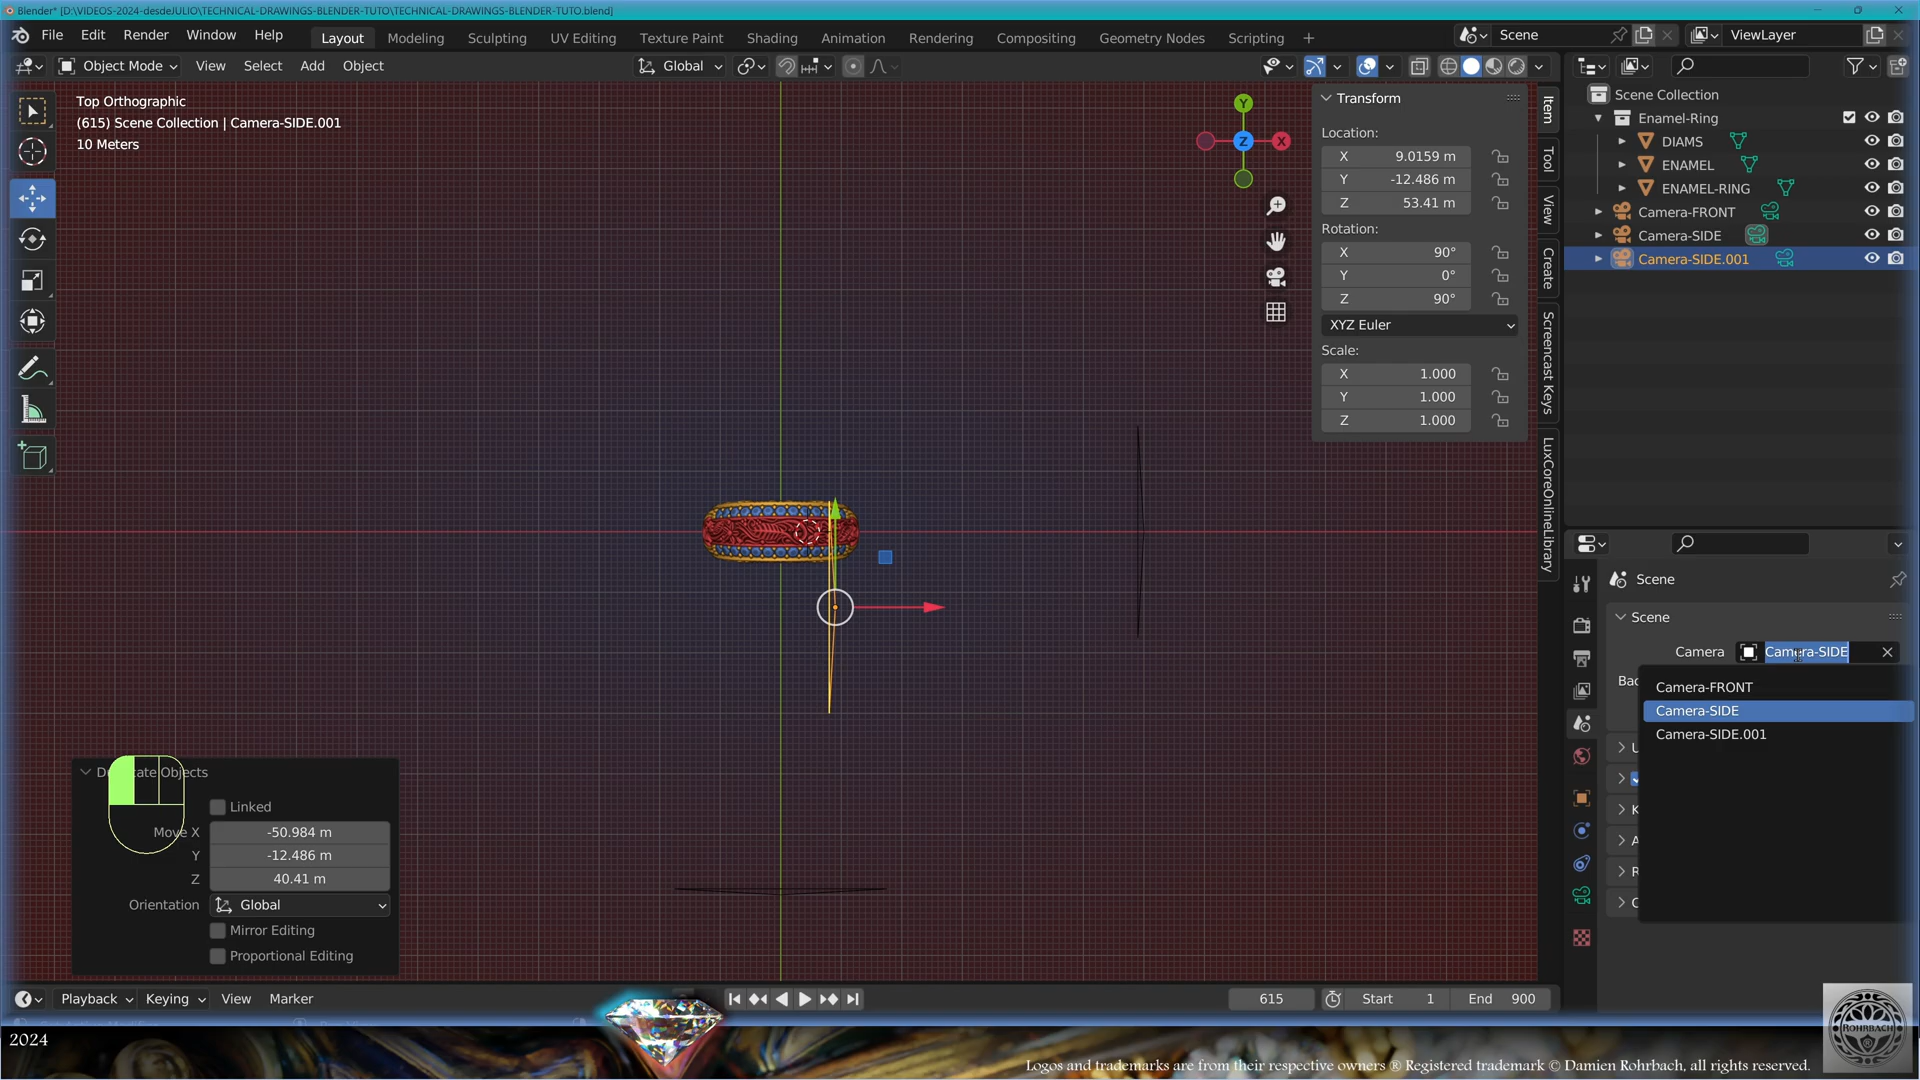 Blender* [D:\VIDEOS-2024-desdeJULIO\TECHNICAL-DRAWINGS-BLENDER-TUTO\TECHNICAL-DRAWINGS-BLENDER-TUTO.blend]
File Edit Render Window Help
Layout Modeling Sculpting UV Editing Texture Paint Shading Animation Rendering Compositing Geometry Nodes Scripting +
Scene
ViewLayer
Object Mode View Select Add Object
Global
Top Orthographic
(615) Scene Collection | Camera-SIDE.001
10 Meters
Y
Z
X
Transform
Location:
X 9.0159 m
Y -12.486 m
Z 53.41 m
Rotation:
X 90°
Y 0°
Z 90°
XYZ Euler
Scale:
X 1.000
Y 1.000
Z 1.000
Item
Tool
View
Create
Screencast Keys
LuxCoreOnlineLibrary
Scene Collection
Enamel-Ring
DIAMS
ENAMEL
ENAMEL-RING
Camera-FRONT
Camera-SIDE
Camera-SIDE.001
Scene
Scene
Camera Camera-SIDE
Bac
Camera-FRONT
Camera-SIDE
Camera-SIDE.001
U
K
A
R
C
Objects
Linked
Move X -50.984 m
Y -12.486 m
Z 40.41 m
Orientation Global
Mirror Editing
Proportional Editing
Playback Keying View Marker
615
Start 1
End 900
2024
Logos and trademarks are from their respective owners ® Registered trademark © Damien Rohrbach, all rights reserved.
ROHRBACH